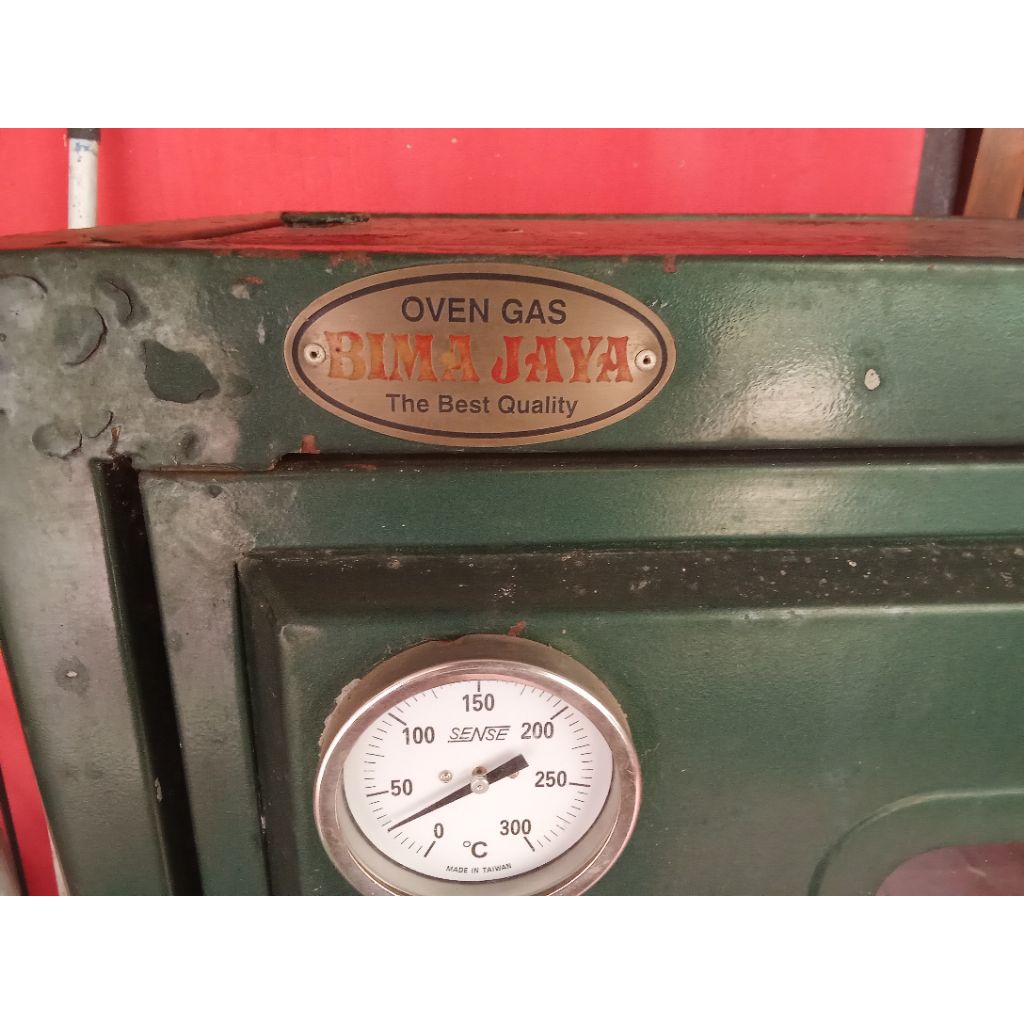 OVEN GAS
BIMA JAYA
The Best Quality
150
100
SENSE
200
50
250
0
300
°C
MADE IN TAIWAN